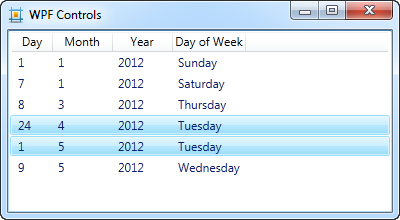 WPF Controls
Day Month Year Day of Week
1 1 2012 Sunday
7 1 2012 Saturday
8 3 2012 Thursday
24 4 2012 Tuesday
1 5 2012 Tuesday
9 5 2012 Wednesday